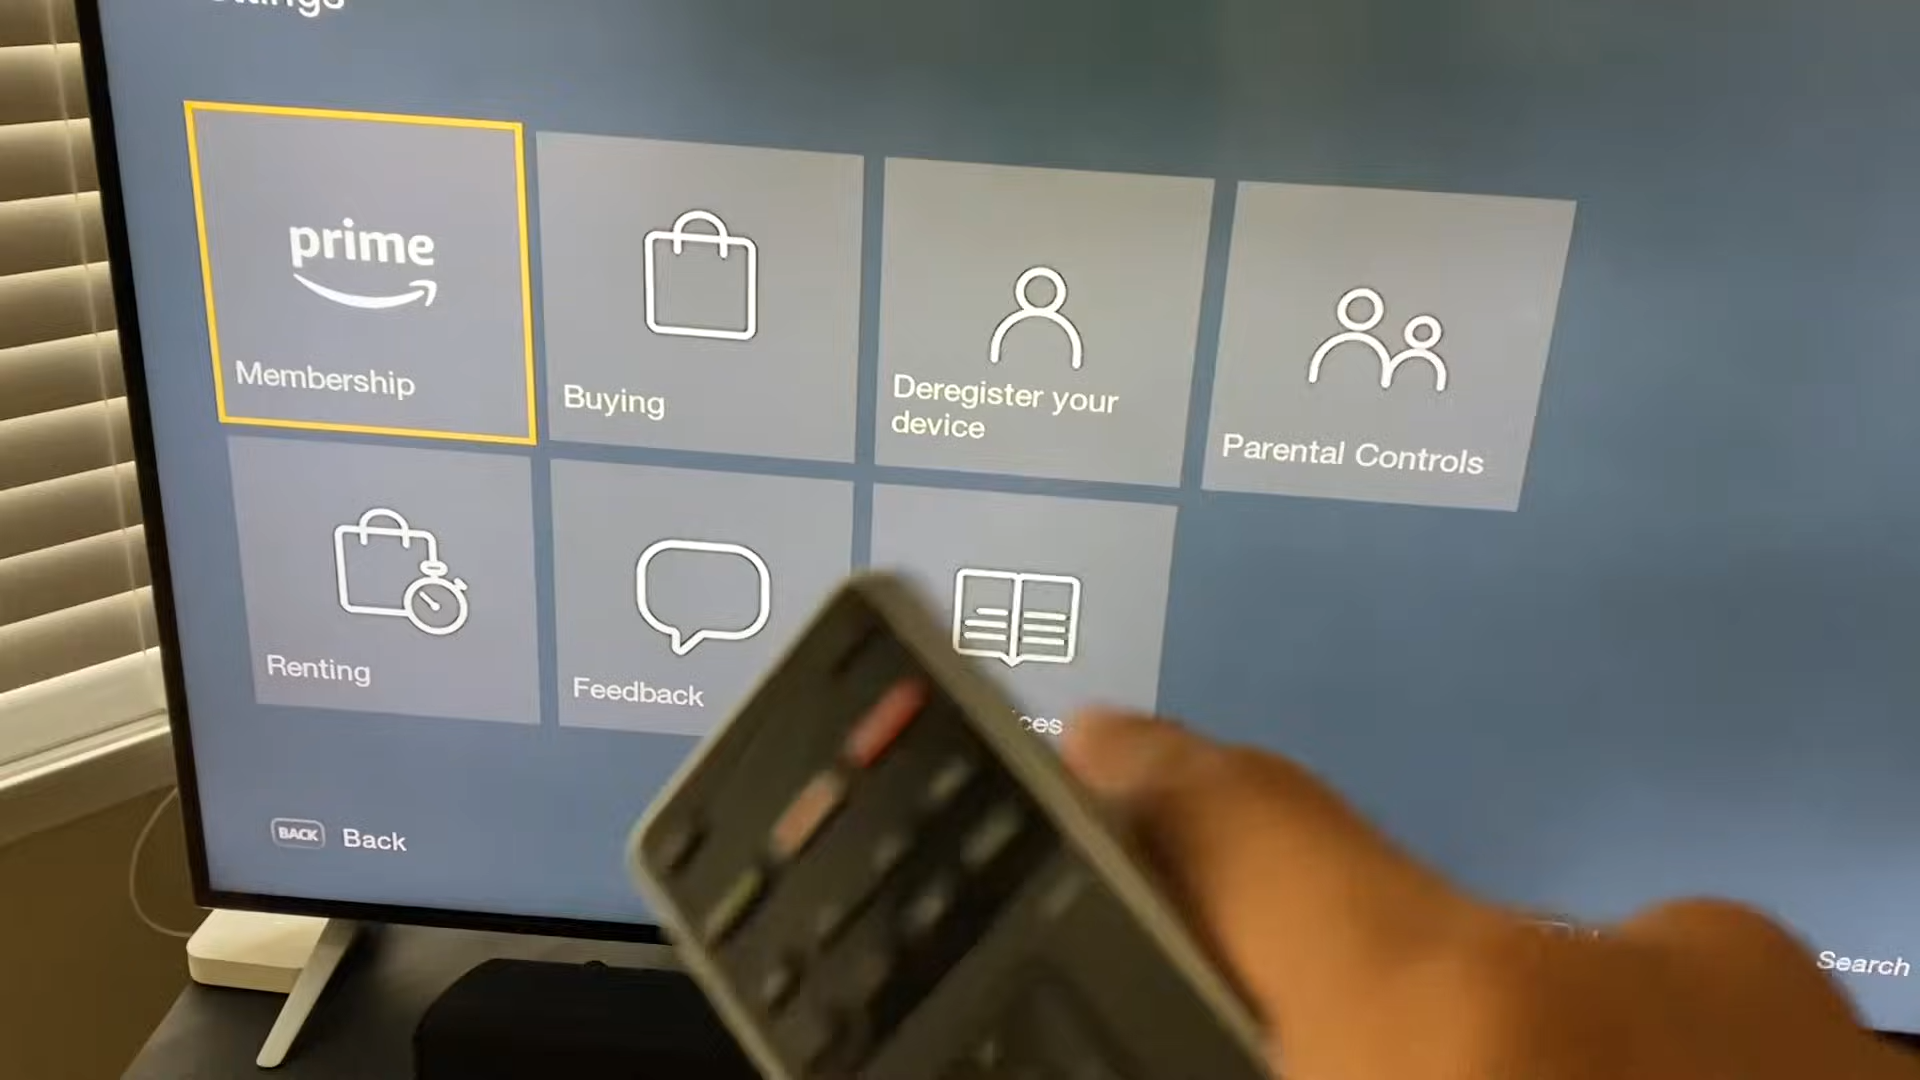 prime
Membership
Buying
Deregister your
device
Parental Controls
Renting
Feedback
BACK Back
Search